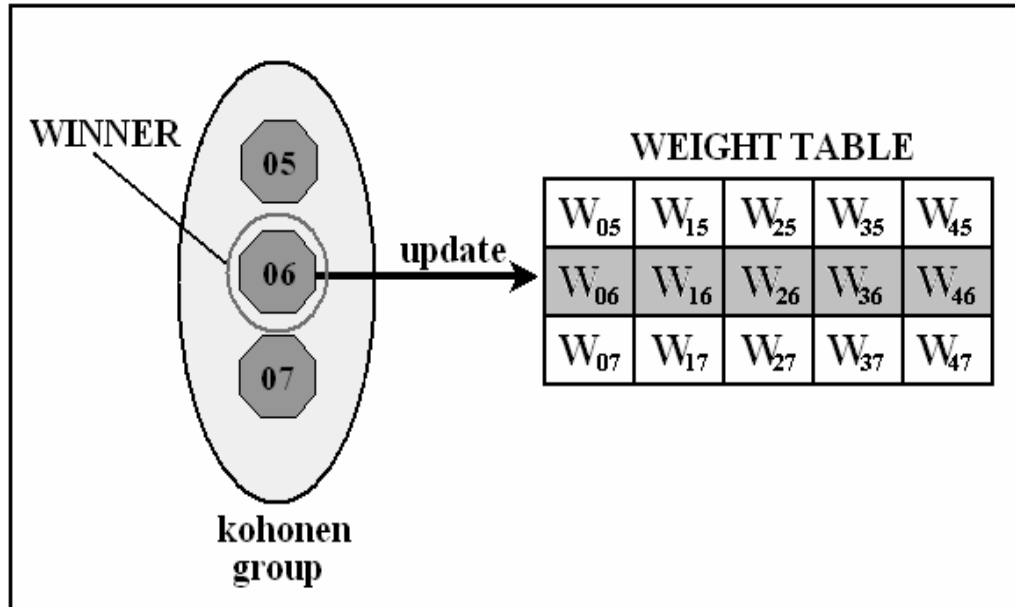 WINNER
05
06
07
kohonen
group
update
WEIGHT TABLE
W05 W15 W25 W35 W45
W06 W16 W26 W36 W46
W07 W17 W27 W37 W47